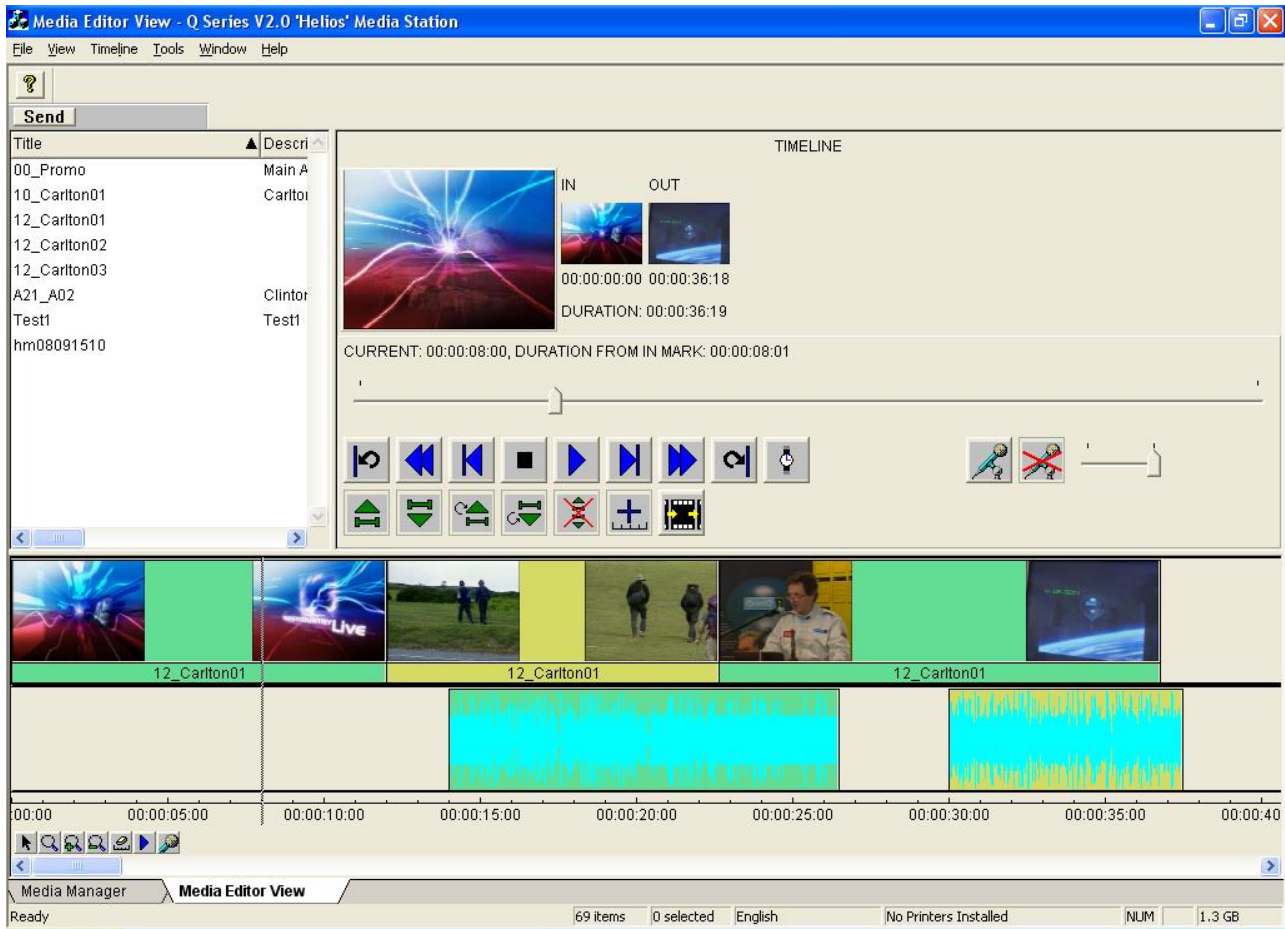 Media Editor View - Q Series V2.0 'Helios' Media Station
File View Timeline Tools Window Help
Send
Title Descri
00_Promo Main A
10_Carlton01 Carlto
12_Carlton01
12_Carlton02
12_Carlton03
A21_A02 Clinton
Test1 Test1
hm08091510
TIMELINE
IN OUT
00:00:00:00 00:00:36:18
DURATION: 00:00:36:19
CURRENT: 00:00:08:00, DURATION FROM IN MARK: 00:00:08:01
LIVE
12_Carlton01 12_Carlton01 12_Carlton01
:00:00 00:00:05:00 00:00:10:00 00:00:15:00 00:00:20:00 00:00:25:00 00:00:30:00 00:00:35:00 00:00:40
Media Manager Media Editor View
Ready 69 items 0 selected English No Printers Installed NUM 1.3 GB